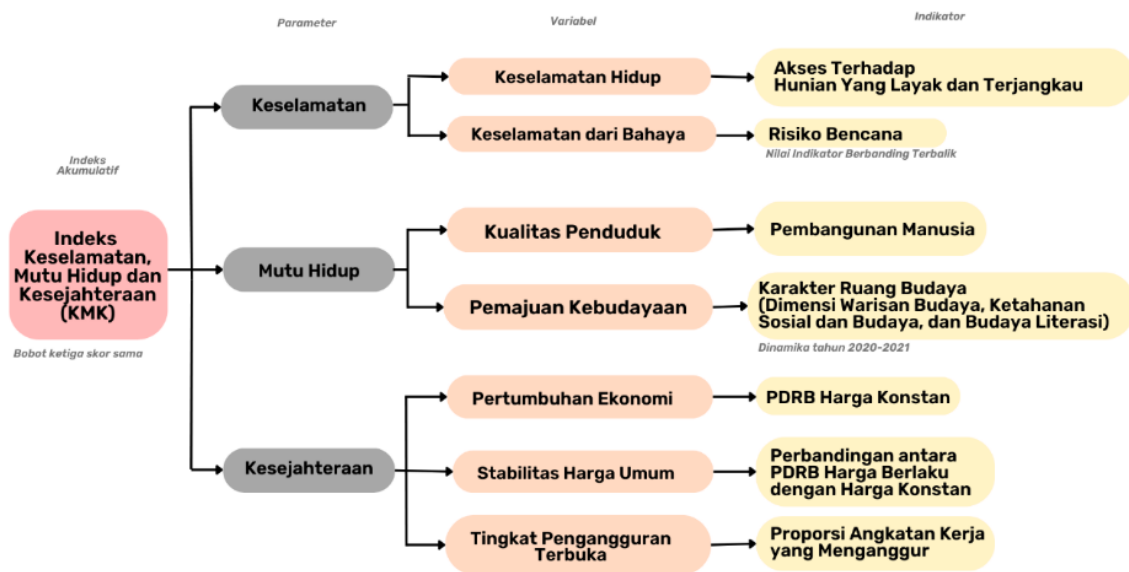 Parameter
Variabel
Indikator
Indeks
Akumulatif
Indeks
Keselamatan,
Mutu Hidup dan
Kesejahteraan
(KMK)
Bobot ketiga skor sama
Keselamatan
Keselamatan Hidup
Akses Terhadap
Hunian Yang Layak dan Terjangkau
Keselamatan dari Bahaya
Risiko Bencana
Nilai Indikator Berbanding Terbalik
Mutu Hidup
Kualitas Penduduk
Pembangunan Manusia
Pemajuan Kebudayaan
Karakter Ruang Budaya
(Dimensi Warisan Budaya, Ketahanan
Sosial dan Budaya, dan Budaya Literasi)
Dinamika tahun 2020-2021
Kesejahteraan
Pertumbuhan Ekonomi
PDRB Harga Konstan
Stabilitas Harga Umum
Perbandingan antara
PDRB Harga Berlaku
dengan Harga Konstan
Tingkat Pengangguran
Terbuka
Proporsi Angkatan Kerja
yang Menganggur